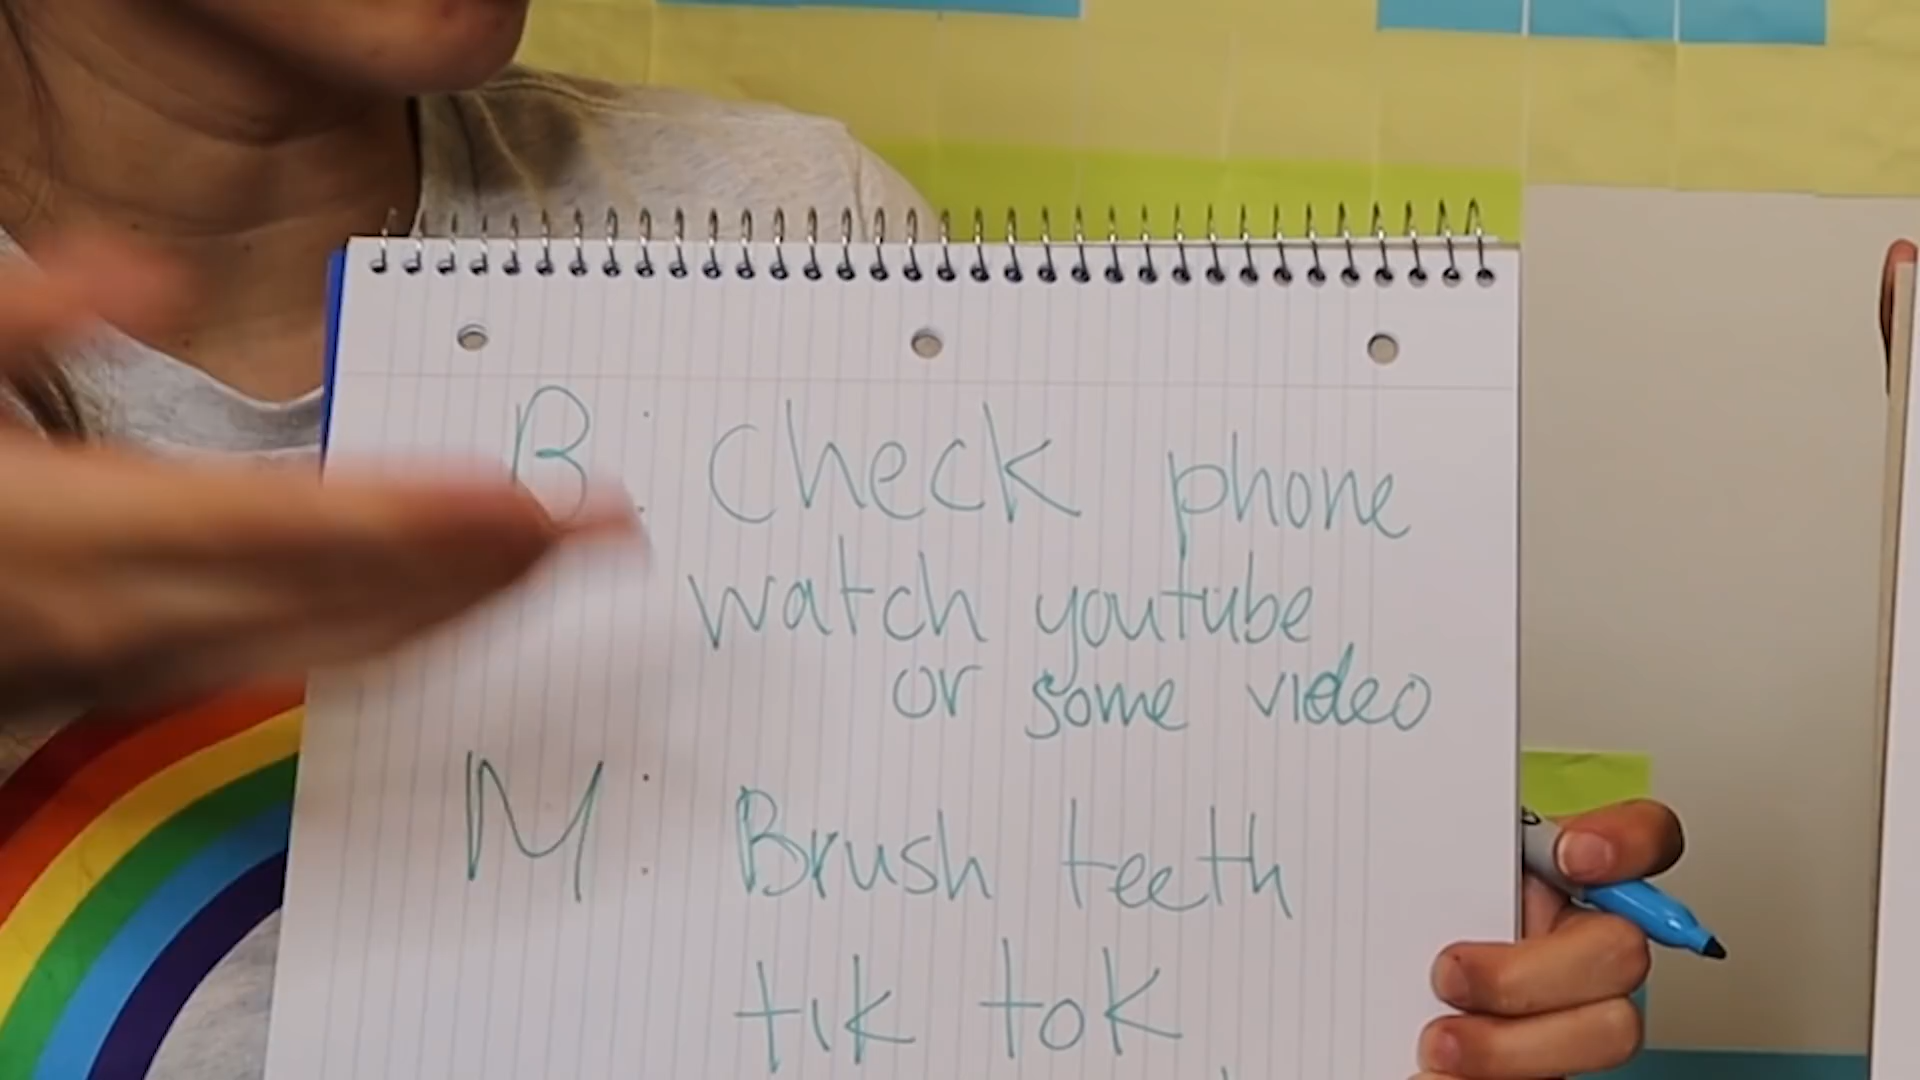 B: Check phone
watch youtube
or some video
M: Brush teeth
tik tok